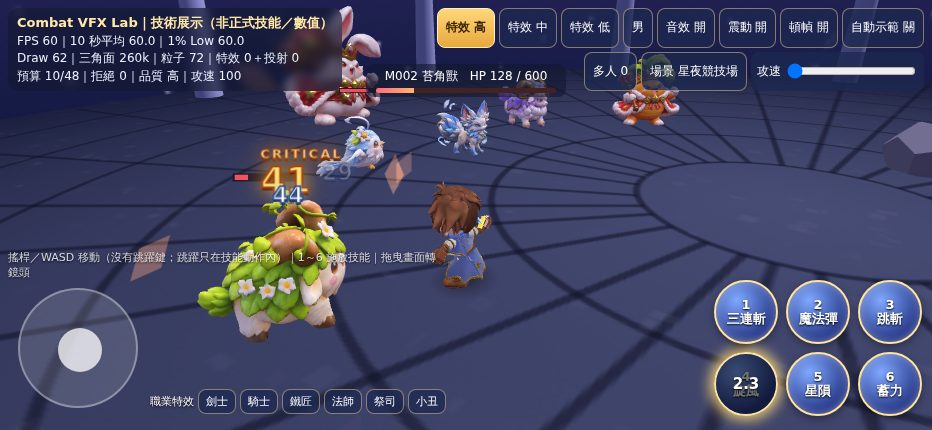 Combat VFX Lab｜技術展示（非正式技能／數值）
FPS 60｜10 秒平均 60.0｜1% Low 60.0
Draw 62｜三角面 260k｜粒子 72｜特效 0＋投射 0
預算 10/48｜拒絕 0｜品質 高｜攻速 100
特效 高
特效 中
特效 低
男
音效 開
震動 開
頓幀 開
自動示範 關
多人 0
場景 星夜競技場
攻速
M002 苔角獸 HP 128 / 600
CRITICAL
41
29
44
搖桿／WASD 移動（沒有跳躍鍵；跳躍只在技能動作內）｜1～6 施放技能｜拖曳畫面轉
鏡頭
1
三連斬
2
魔法彈
3
跳斬
4
2.3
旋風
5
星隕
6
蓄力
職業特效
劍士
騎士
鐵匠
法師
祭司
小丑